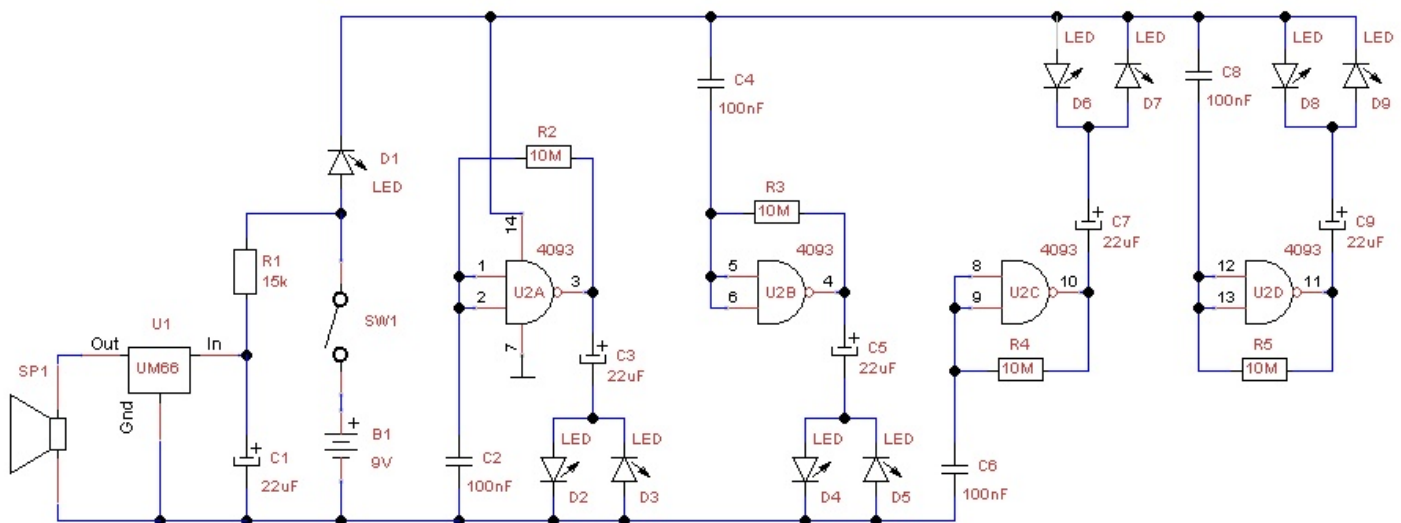 LED
LED
LED
LED
C4
100nF
C8
100nF
D6
D7
D8
D9
R2
10M
D1
LED
R3
10M
14
4093
C7
22uF
4093
C9
22uF
4093
R1
15k
1
2
U2A
3
5
6
U2B
4
8
9
U2C
10
12
13
U2D
11
4093
SW1
U1
Out
In
UM66
Gnd
SP1
7
C3
22uF
C5
22uF
R4
10M
R5
10M
+
B1
9V
C1
22uF
C2
100nF
LED
LED
D2
D3
LED
LED
D4
D5
C6
100nF
+
+
+
+
+